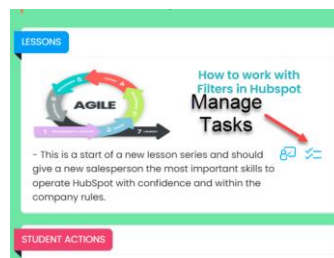 LESSONS
How to work with
Filters in Hubspot
AGILE
Manage
Tasks
- This is a start of a new lesson series and should
give a new salesperson the most important skills to
operate HubSpot with confidence and within the
company rules.
STUDENT ACTIONS